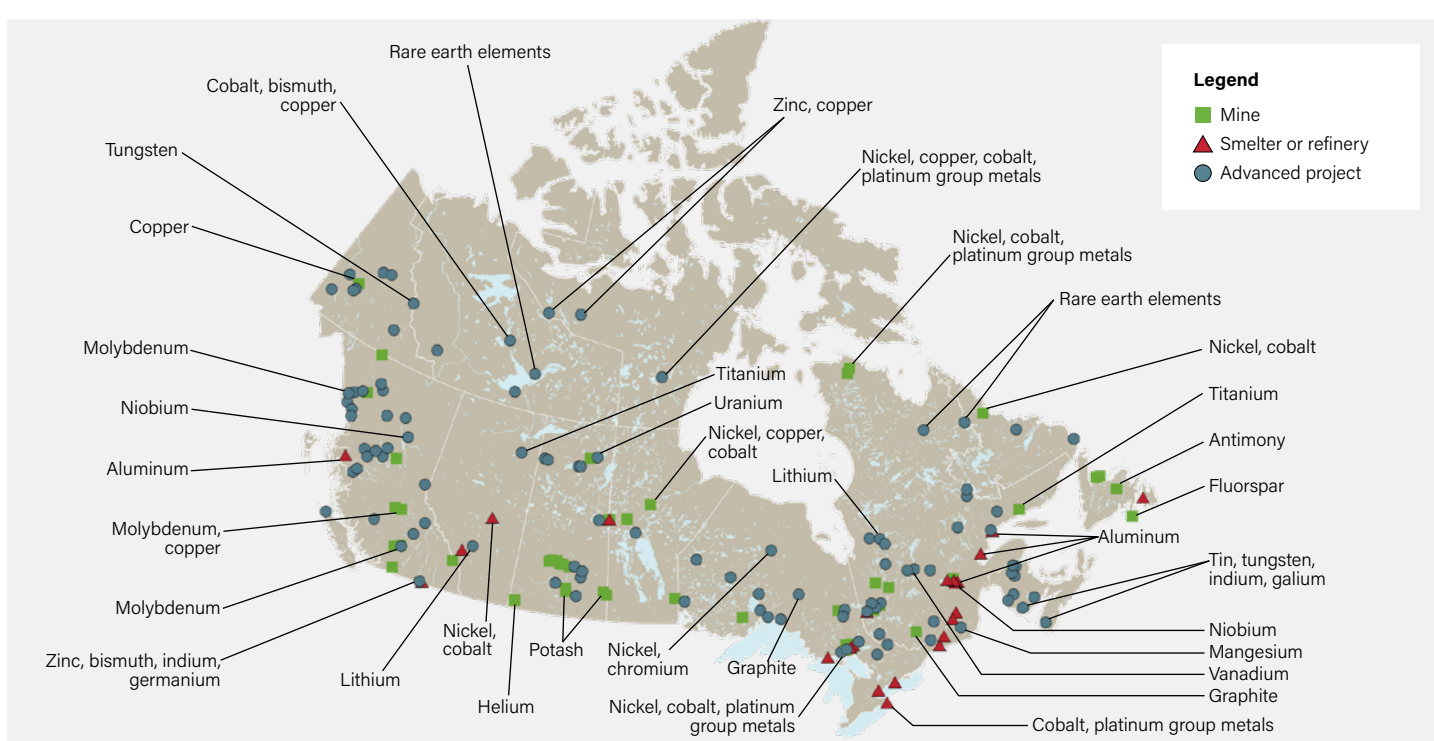 Rare earth elements
Cobalt, bismuth,
copper
Tungsten
Copper
Zinc, copper
Nickel, copper, cobalt,
platinum group metals
Nickel, cobalt,
platinum group metals
Rare earth elements
Legend
Mine
Smelter or refinery
Advanced project
Molybdenum
Niobium
Aluminum
Molybdenum,
copper
Molybdenum
Zinc, bismuth, indium,
germanium
Lithium
Nickel,
cobalt
Helium
Potash
Nickel,
chromium
Graphite
Nickel, cobalt, platinum
group metals
Titanium
Uranium
Nickel, copper,
cobalt
Lithium
Nickel, cobalt
Titanium
Antimony
Fluorspar
Aluminum
Tin, tungsten,
indium, galium
Niobium
Mangesium
Vanadium
Graphite
Cobalt, platinum group metals